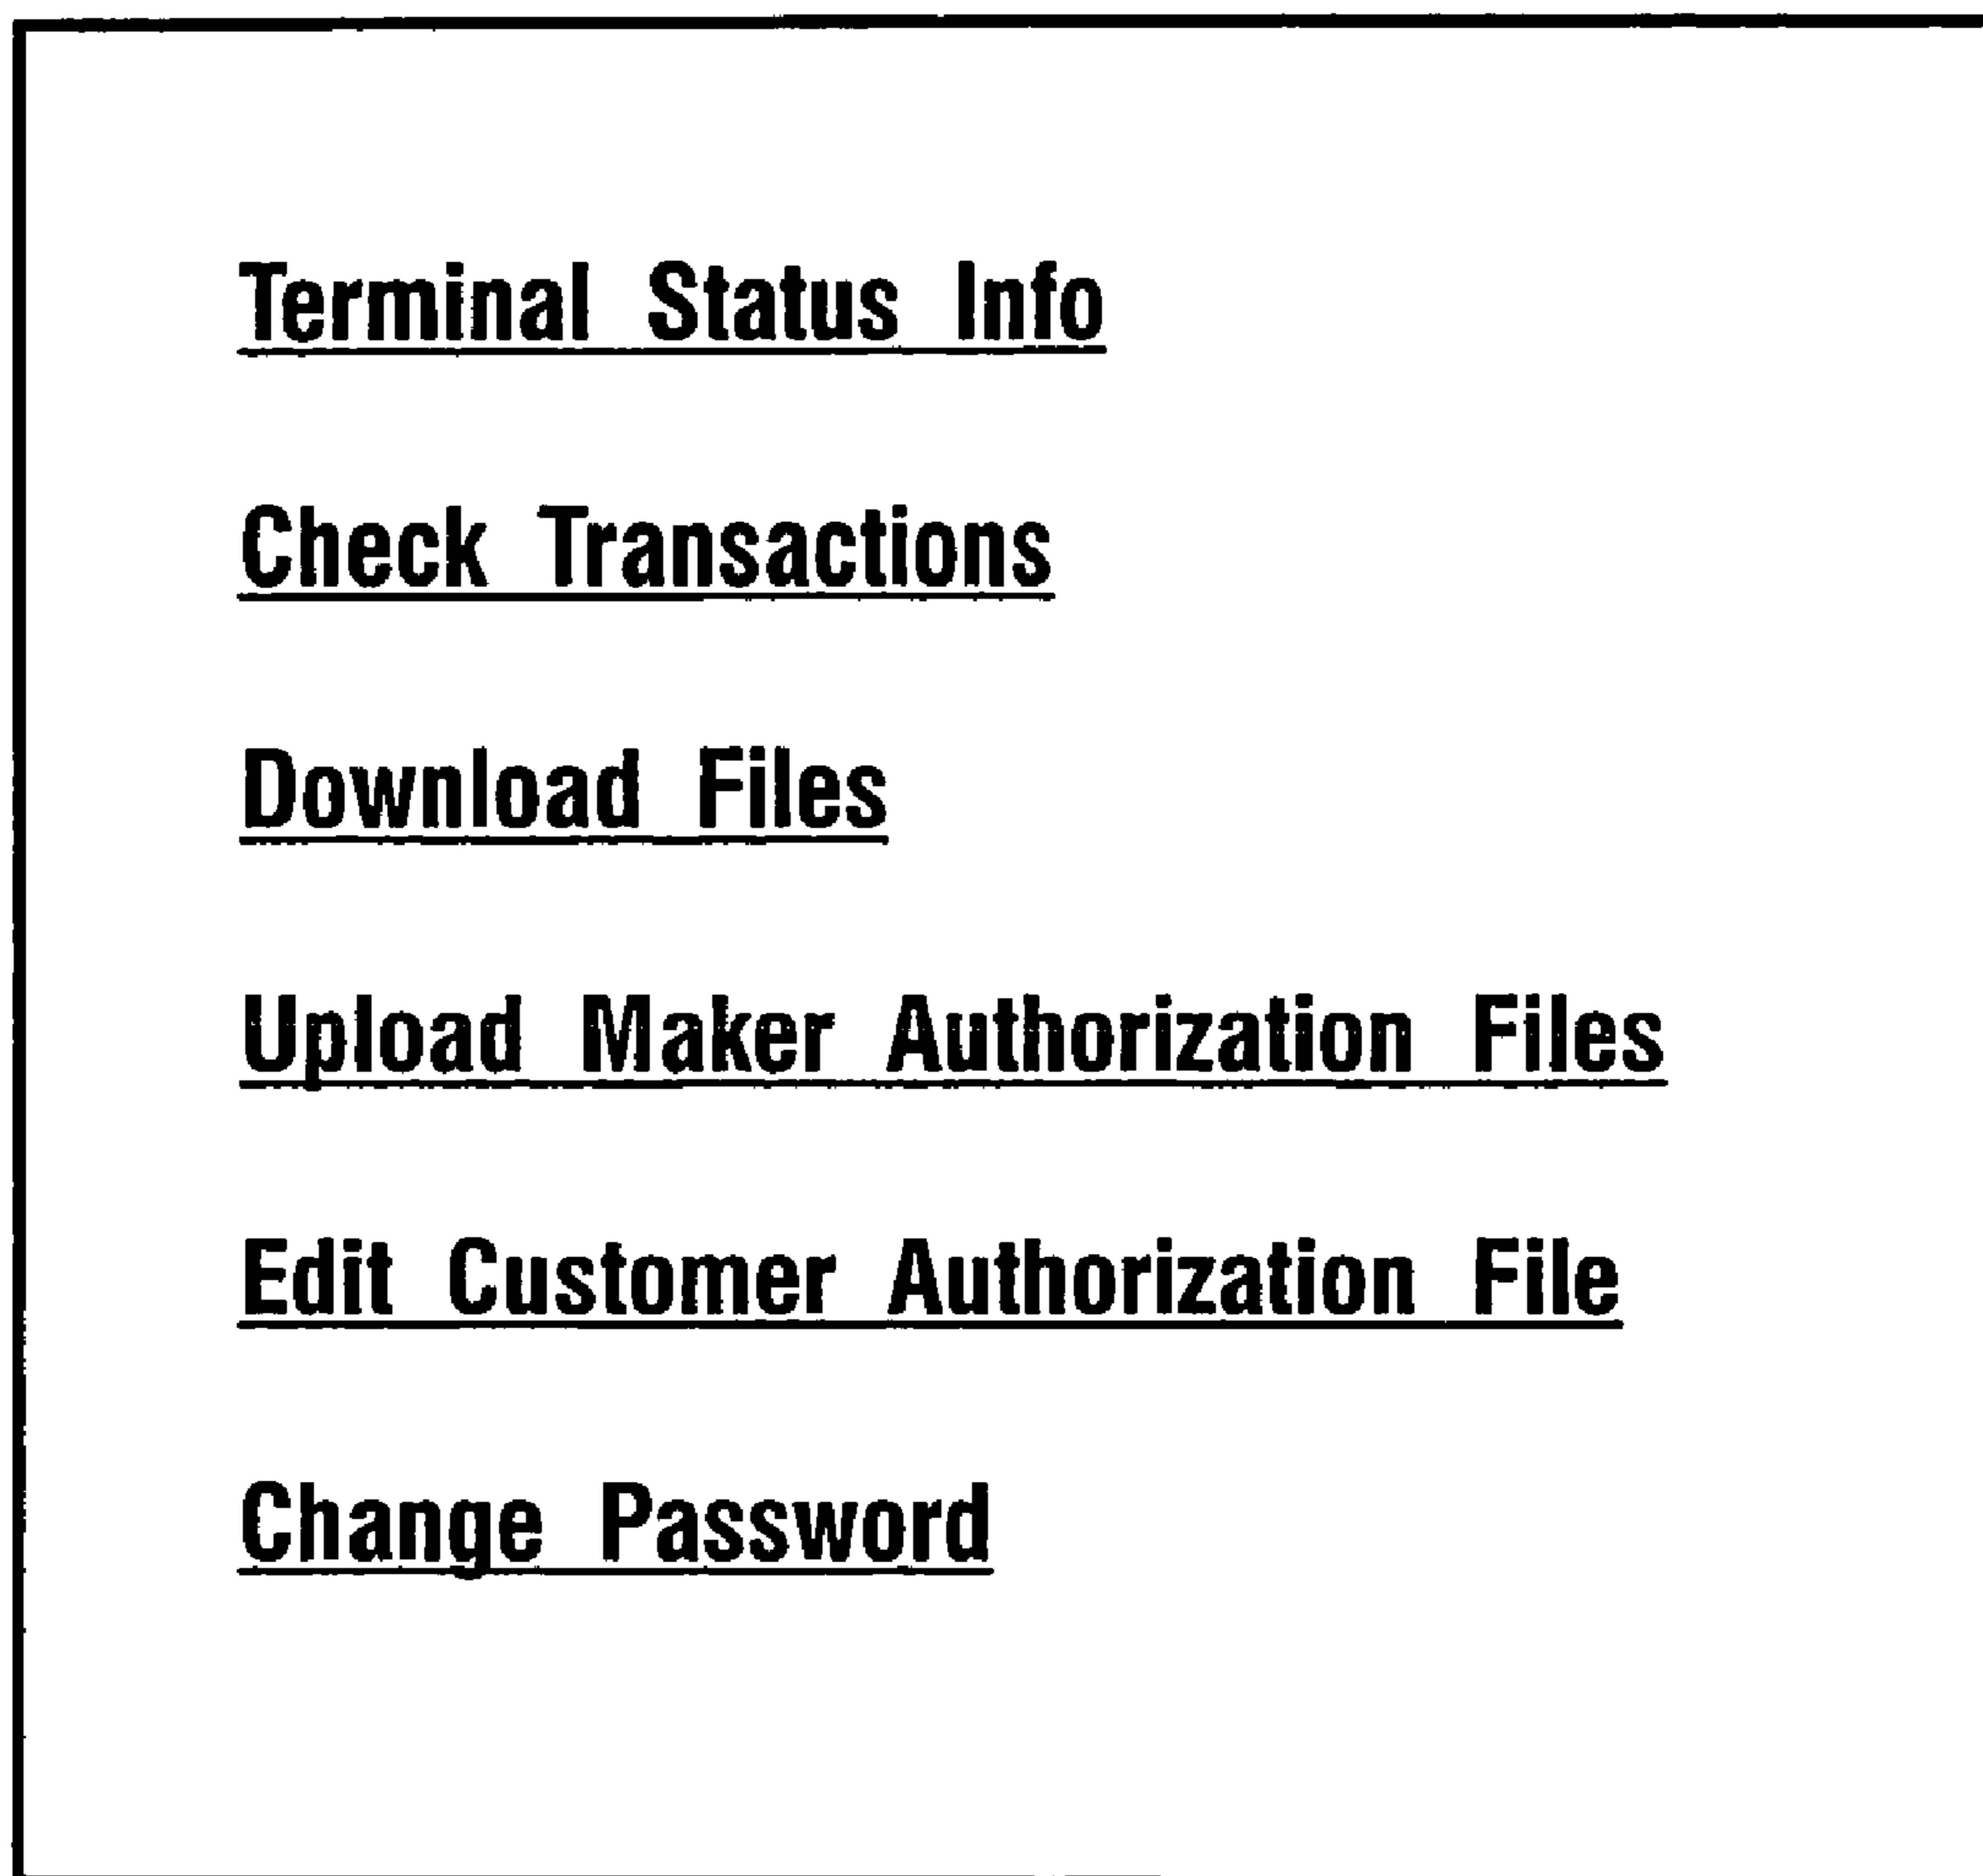 Terminal Status Info
Check Transactions
Download Files
Upload Maker Authorization Files
Edit Customer Authorization File
Change Password